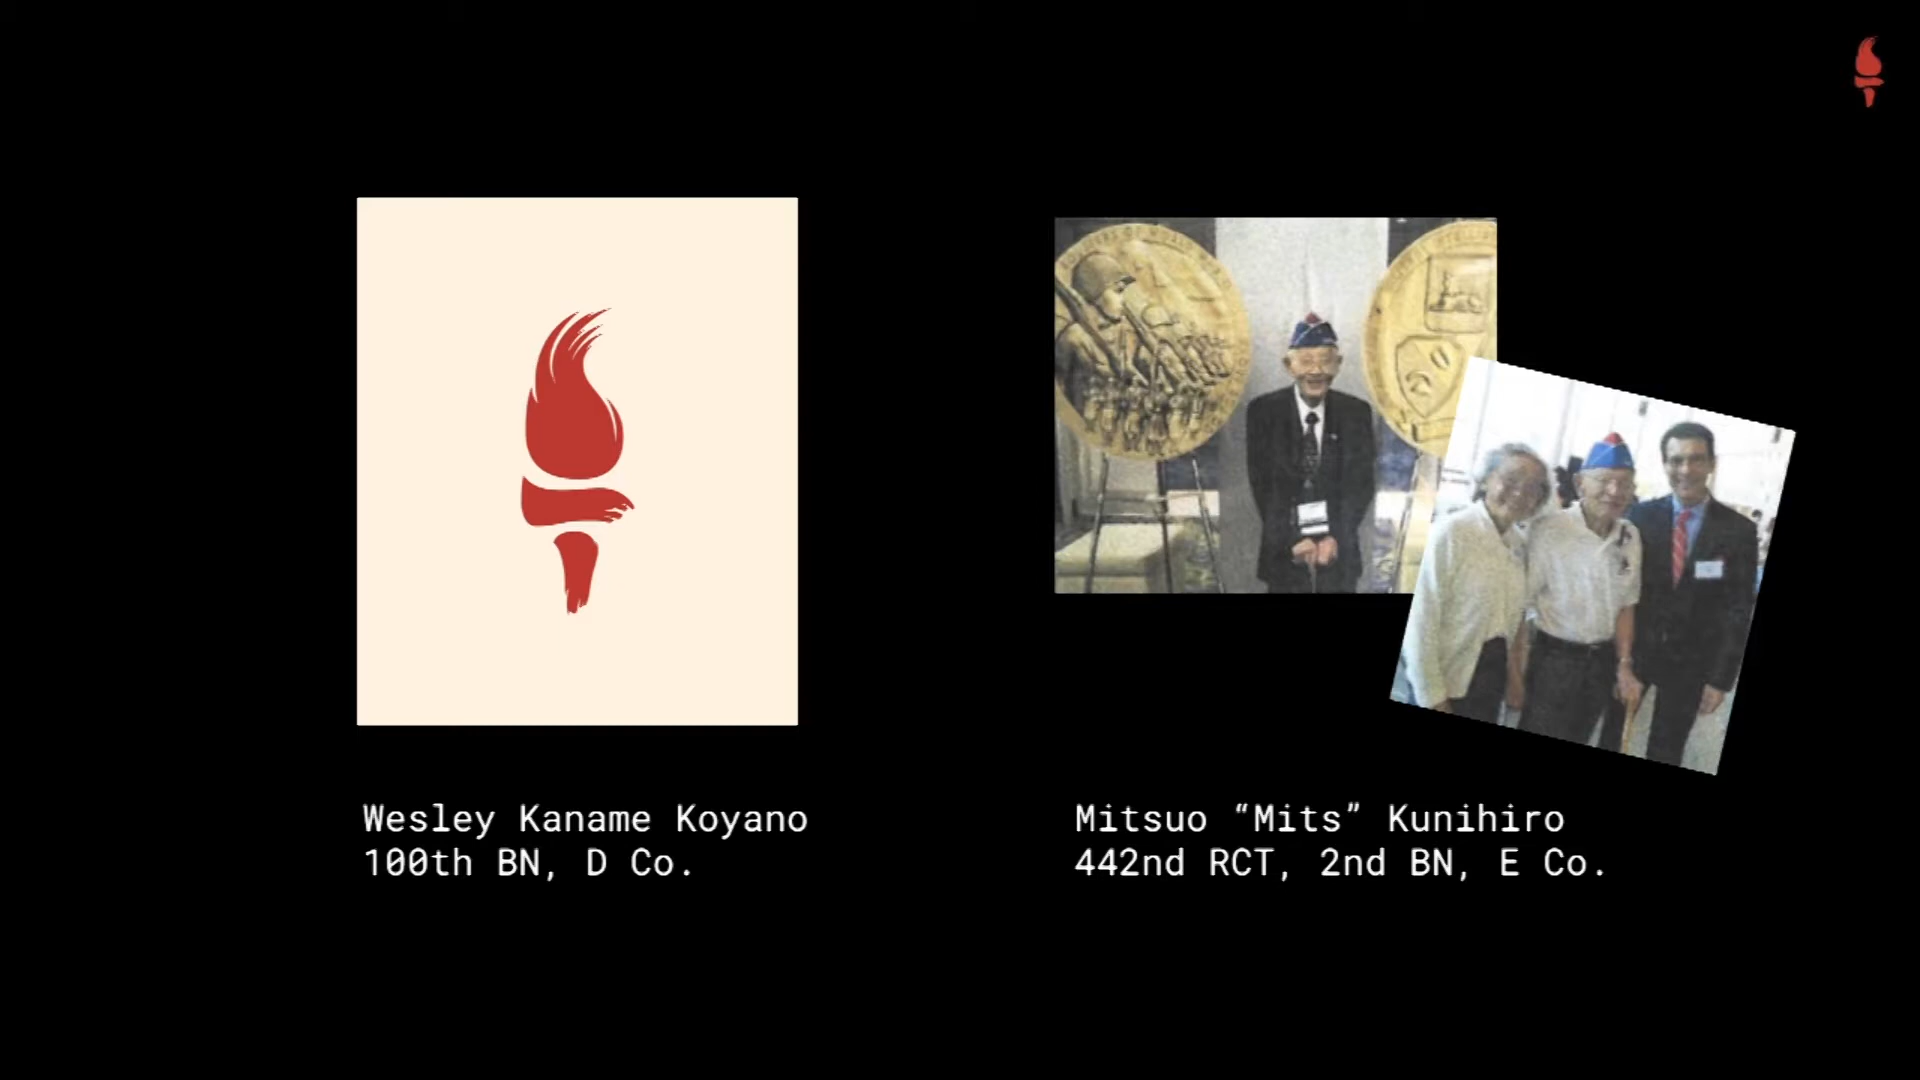 Wesley Kaname Koyano
100th BN, D Co.
Mitsuo “Mits” Kunihiro
442nd RCT, 2nd BN, E Co.